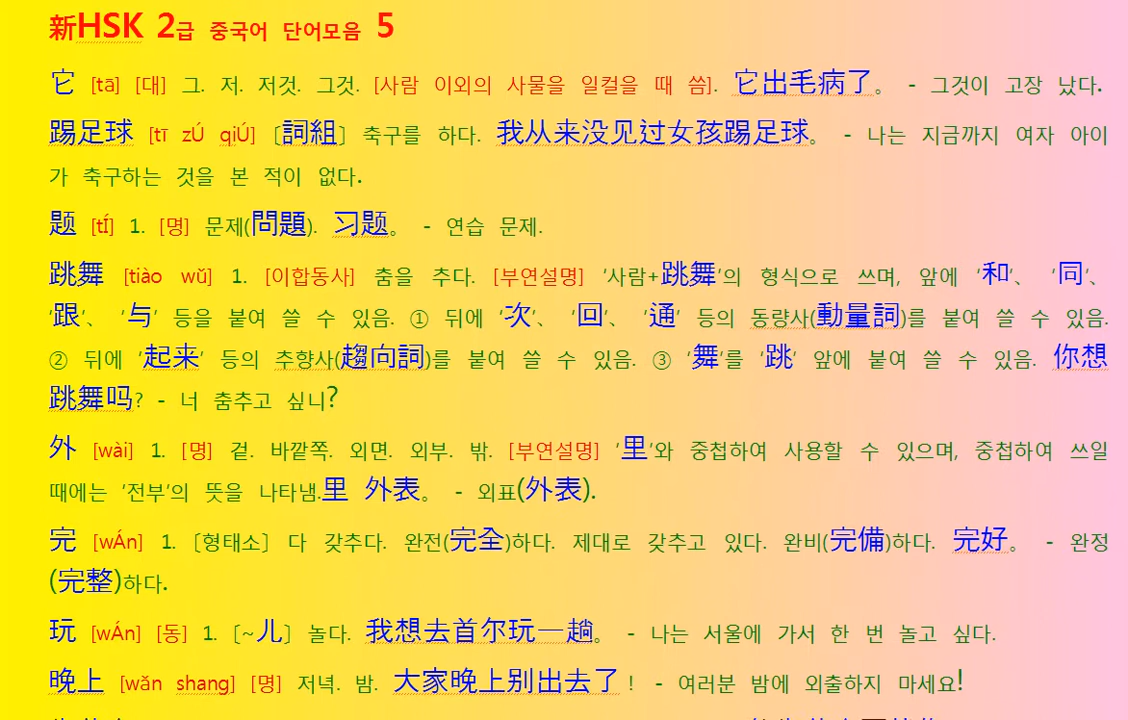 新HSK 2급 중국어 단어모음 5
它 [tā] [대] 그. 저. 저것. 그것. [사람 이외의 사물을 일컬을 때 씀]. 它出毛病了。 - 그것이 고장 났다.
踢足球 [tī zÚ qiÚ] 〔詞組〕 축구를 하다. 我从来没见过女孩踢足球。 - 나는 지금까지 여자 아이
가 축구하는 것을 본 적이 없다.
题 [tÍ] 1. [명] 문제(問題). 习题。 - 연습 문제.
跳舞 [tiào wǔ] 1. [이합동사] 춤을 추다. [부연설명] ‘사람+跳舞’의 형식으로 쓰며, 앞에 ‘和’、 ‘同’、
‘跟’、 ‘与’ 등을 붙여 쓸 수 있음. ① 뒤에 ‘次’、 ‘回’、 ‘通’ 등의 동량사(動量詞)를 붙여 쓸 수 있음.
② 뒤에 ‘起来’ 등의 추향사(趨向詞)를 붙여 쓸 수 있음. ③ ‘舞’를 ‘跳’ 앞에 붙여 쓸 수 있음. 你想
跳舞吗? - 너 춤추고 싶니?
外 [wài] 1. [명] 겉. 바깥쪽. 외면. 외부. 밖. [부연설명] ‘里’와 중첩하여 사용할 수 있으며, 중첩하여 쓰일
때에는 ‘전부’의 뜻을 나타냄.里 外表。 - 외표(外表).
完 [wÁn] 1. 〔형태소〕 다 갖추다. 완전(完全)하다. 제대로 갖추고 있다. 완비(完備)하다. 完好。 - 완정
(完整)하다.
玩 [wÁn] [동] 1. 〔~儿〕 놀다. 我想去首尔玩一趟。 - 나는 서울에 가서 한 번 놀고 싶다.
晚上 [wǎn shang] [명] 저녁. 밤. 大家晚上别出去了！ - 여러분 밤에 외출하지 마세요!